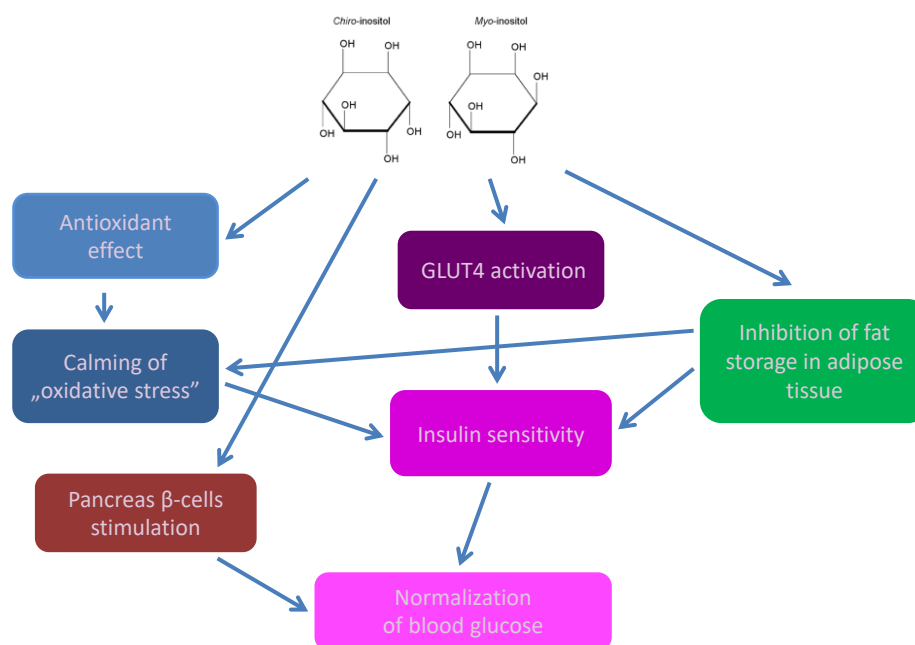 Chiro-inositol
Myo-inositol
OH OH
OH
OH
OH
OH
OH OH
OH
OH
OH
OH
Antioxidant
effect
GLUT4 activation
Inhibition of fat
storage in adipose
tissue
Calming of
„oxidative stress”
Insulin sensitivity
Pancreas β-cells
stimulation
Normalization
of blood glucose